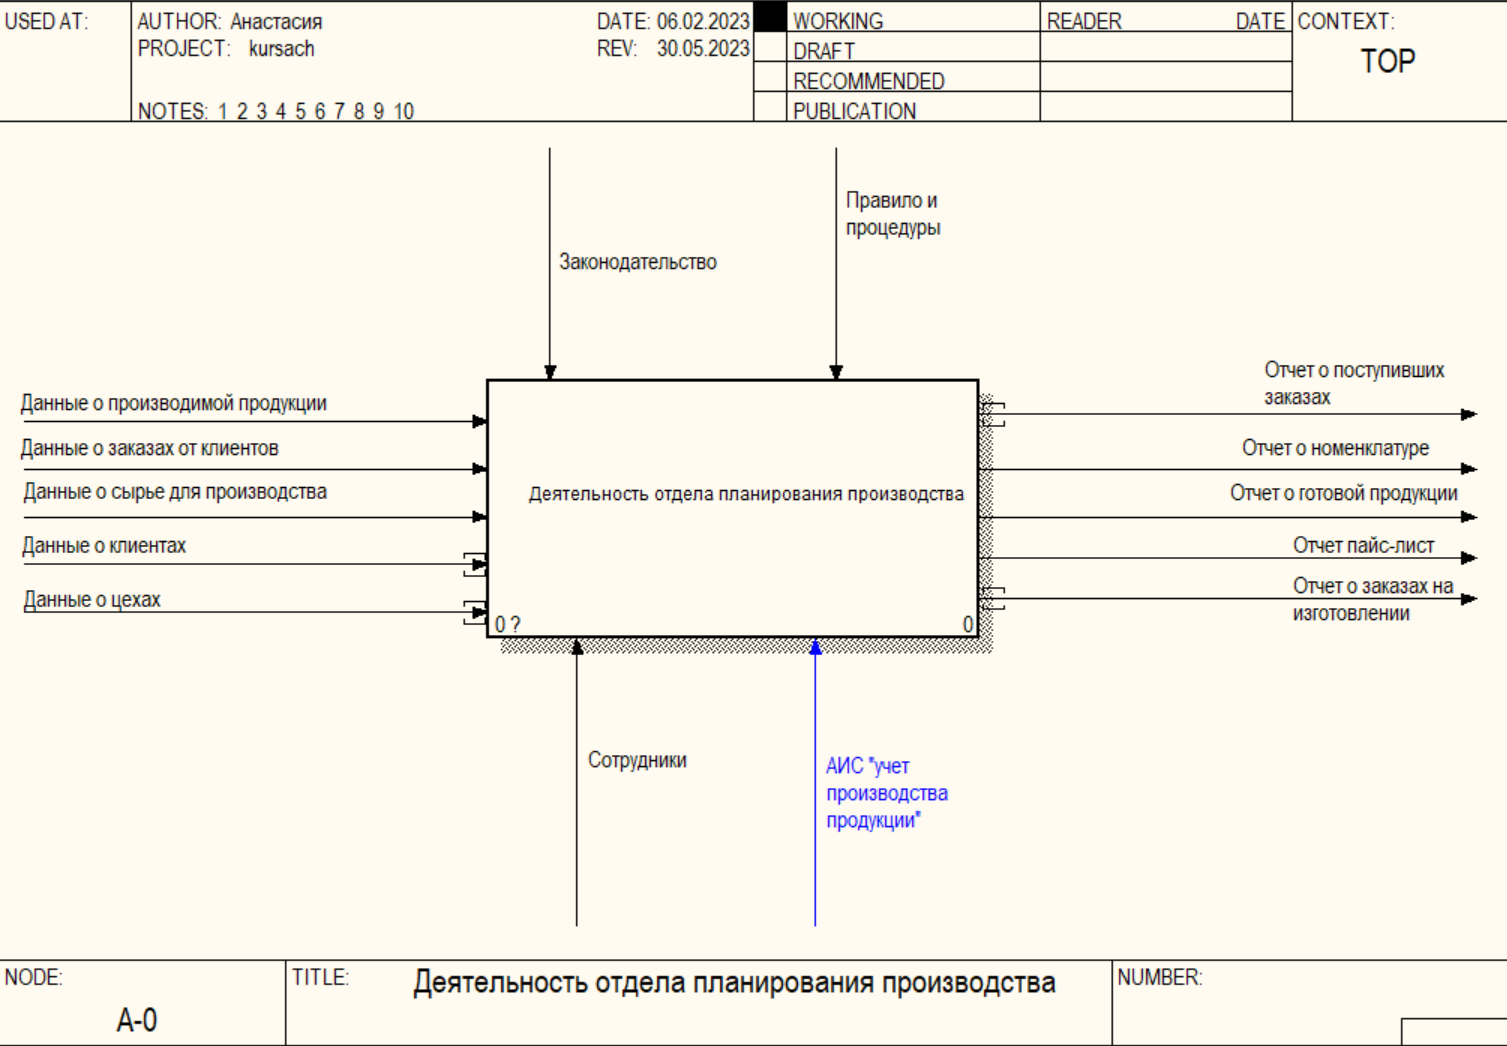 USED AT:
AUTHOR: Анастасия
DATE: 06.02.2023
PROJECT: kursach
REV: 30.05.2023
NOTES: 1 2 3 4 5 6 7 8 9 10
WORKING
DRAFT
RECOMMENDED
PUBLICATION
READER
DATE
CONTEXT:
TOP
Законодательство
Правило и
процедуры
Данные о производимой продукции
Данные о заказах от клиентов
Данные о сырье для производства
Данные о клиентах
Данные о цехах
Деятельность отдела планирования производства
0 ?
0
Отчет о поступивших
заказах
Отчет о номенклатуре
Отчет о готовой продукции
Отчет пайс-лист
Отчет о заказах на
изготовлении
Сотрудники
АИС "учет
производства
продукции"
NODE:
A-0
TITLE:
Деятельность отдела планирования производства
NUMBER: